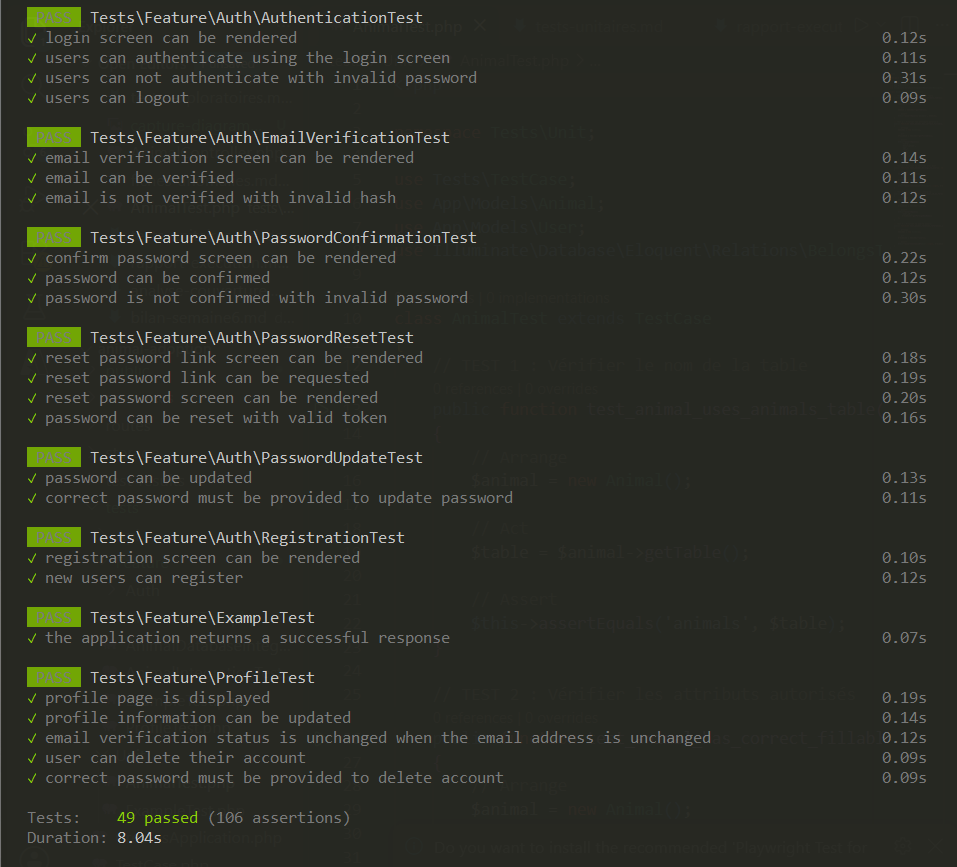 PASS Tests\Feature\Auth\AuthenticationTest
✓ login screen can be rendered 0.12s
✓ users can authenticate using the login screen 0.11s
✓ users can not authenticate with invalid password 0.31s
✓ users can logout 0.09s
PASS Tests\Feature\Auth\EmailVerificationTest
✓ email verification screen can be rendered 0.14s
✓ email can be verified 0.11s
✓ email is not verified with invalid hash 0.12s
PASS Tests\Feature\Auth\PasswordConfirmationTest
✓ confirm password screen can be rendered 0.22s
✓ password can be confirmed 0.12s
✓ password is not confirmed with invalid password 0.30s
PASS Tests\Feature\Auth\PasswordResetTest
✓ reset password link screen can be rendered 0.18s
✓ reset password link can be requested 0.19s
✓ reset password screen can be rendered 0.20s
✓ password can be reset with valid token 0.16s
PASS Tests\Feature\Auth\PasswordUpdateTest
✓ password can be updated 0.13s
✓ correct password must be provided to update password 0.11s
PASS Tests\Feature\Auth\RegistrationTest
✓ registration screen can be rendered 0.10s
✓ new users can register 0.12s
PASS Tests\Feature\ExampleTest
✓ the application returns a successful response 0.07s
PASS Tests\Feature\ProfileTest
✓ profile page is displayed 0.19s
✓ profile information can be updated 0.14s
✓ email verification status is unchanged when the email address is unchanged 0.12s
✓ user can delete their account 0.09s
✓ correct password must be provided to delete account 0.09s
Tests: 49 passed (106 assertions)
Duration: 8.04s